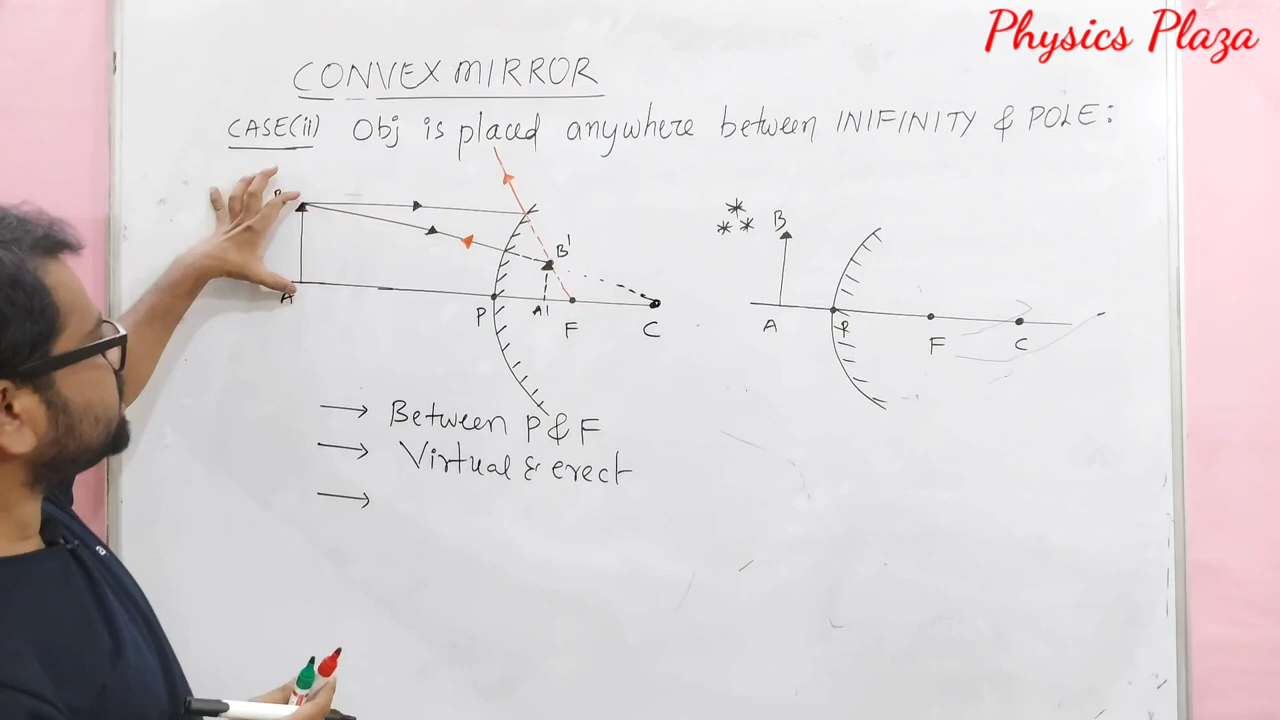 Physics Plaza
CONVEX MIRROR
CASE(ii) Obj is placed anywhere between INIFINITY & POLE:
B'
P A' F C
A
B
A P F C
→ Between P & F
→ Virtual & erect
→